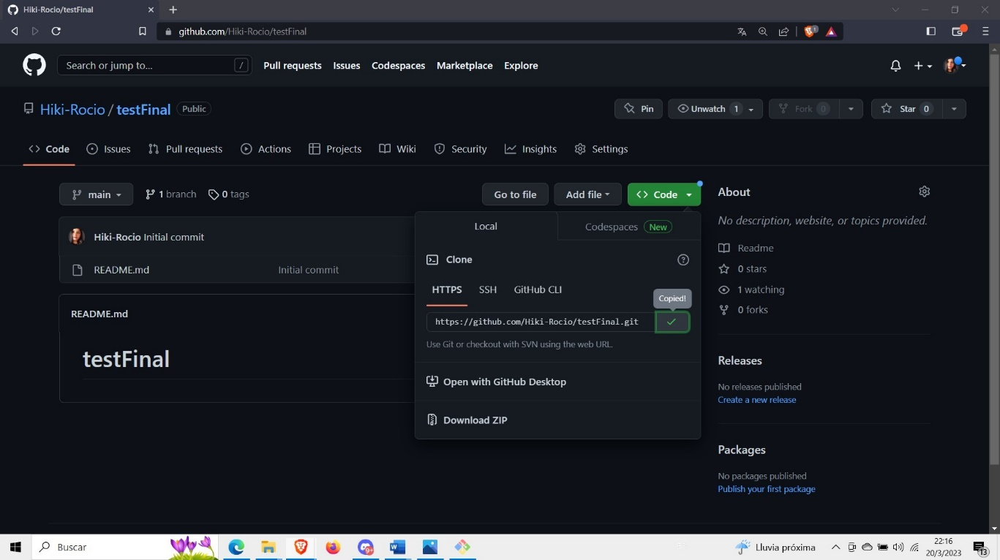 Hiki-Rocio/testFinal
github.com/Hiki-Rocio/testFinal
1
Search or jump to... /
Pull requests Issues Codespaces Marketplace Explore
Hiki-Rocio / testFinal Public
Pin Unwatch 1 Fork 0 Star 0
Code Issues Pull requests Actions Projects Wiki Security Insights Settings
main 1 branch 0 tags Go to file Add file Code
Hiki-Rocio Initial commit
README.md Initial commit
README.md
testFinal
Local Codespaces New
Clone
HTTPS SSH GitHub CLI
Copied!
https://github.com/Hiki-Rocio/testFinal.git
Use Git or checkout with SVN using the web URL.
Open with GitHub Desktop
Download ZIP
About
No description, website, or topics provided.
Readme
0 stars
1 watching
0 forks
Releases
No releases published
Create a new release
Packages
No packages published
Publish your first package
Buscar
Lluvia próxima
22:16
20/3/2023
13